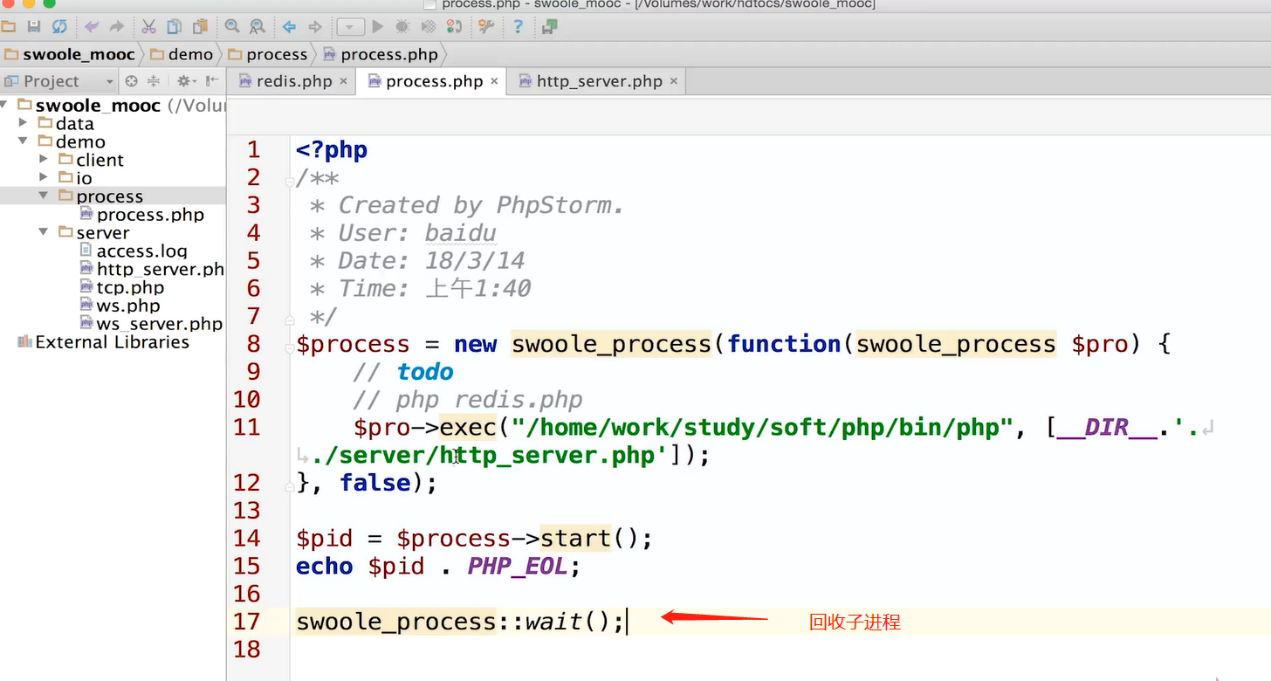 process.php - swoole_mooc - [/Volumes/work/hdtocs/swoole_mooc]
swoole_mooc demo process process.php
Project redis.php × process.php × http_server.php ×
swoole_mooc (/Volu
data
demo
client
io
process
process.php
server
access.log
http_server.ph
tcp.php
ws.php
ws_server.php
External Libraries
1 <?php
2 /**
3 * Created by PhpStorm.
4 * User: baidu
5 * Date: 18/3/14
6 * Time: 上午1:40
7 */
8 $process = new swoole_process(function(swoole_process $pro) {
9 // todo
10 // php redis.php
11 $pro->exec("/home/work/study/soft/php/bin/php", [__DIR__.'.
./server/http_server.php']);
12 }, false);
13
14 $pid = $process->start();
15 echo $pid . PHP_EOL;
16
17 swoole_process::wait(); 回收子进程
18